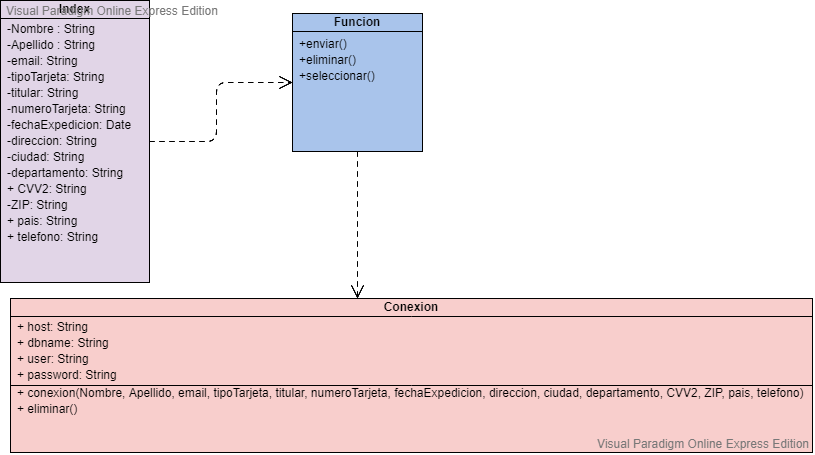 Visual Paradigm Online Express Edition
Index
-Nombre : String
-Apellido : String
-email: String
-tipoTarjeta: String
-titular: String
-numeroTarjeta: String
-fechaExpedicion: Date
-direccion: String
-ciudad: String
-departamento: String
+ CVV2: String
-ZIP: String
+ pais: String
+ telefono: String
Funcion
+enviar()
+eliminar()
+seleccionar()
Conexion
+ host: String
+ dbname: String
+ user: String
+ password: String
+ conexion(Nombre, Apellido, email, tipoTarjeta, titular, numeroTarjeta, fechaExpedicion, direccion, ciudad, departamento, CVV2, ZIP, pais, telefono)
+ eliminar()
Visual Paradigm Online Express Edition